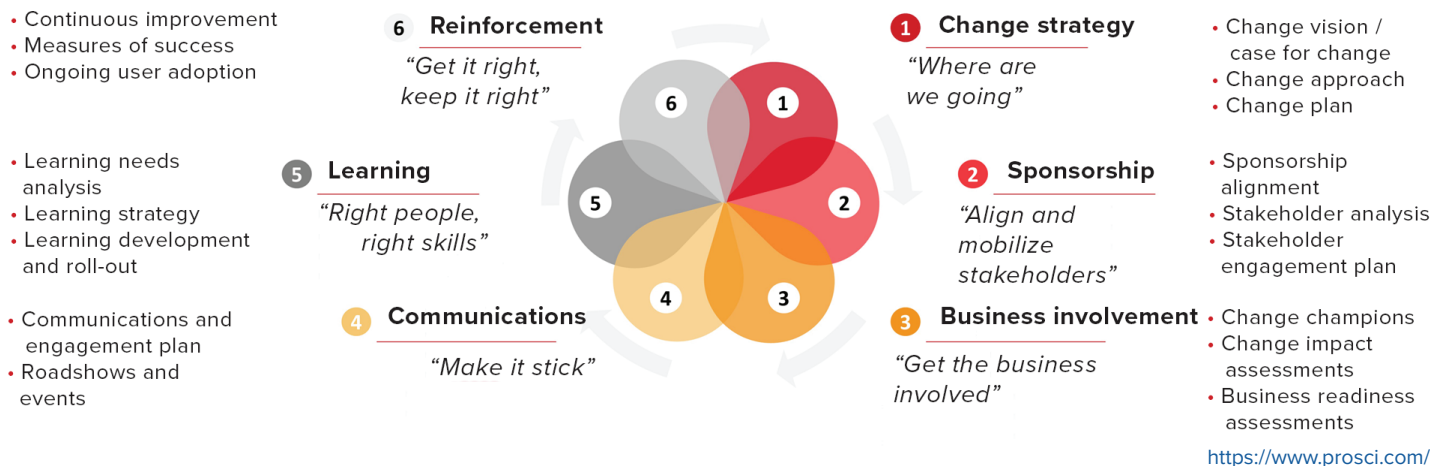 1 Change strategy
“Where are
we going”
• Change vision /
case for change
• Change approach
• Change plan
2 Sponsorship
“Align and
mobilize
stakeholders”
• Sponsorship
alignment
• Stakeholder analysis
• Stakeholder
engagement plan
3 Business involvement
“Get the business
involved”
• Change champions
• Change impact
assessments
• Business readiness
assessments
4 Communications
“Make it stick”
• Communications and
engagement plan
• Roadshows and
events
5 Learning
“Right people,
right skills”
• Learning needs
analysis
• Learning strategy
• Learning development
and roll-out
6 Reinforcement
“Get it right,
keep it right”
• Continuous improvement
• Measures of success
• Ongoing user adoption
1
2
3
4
5
6
https://www.prosci.com/